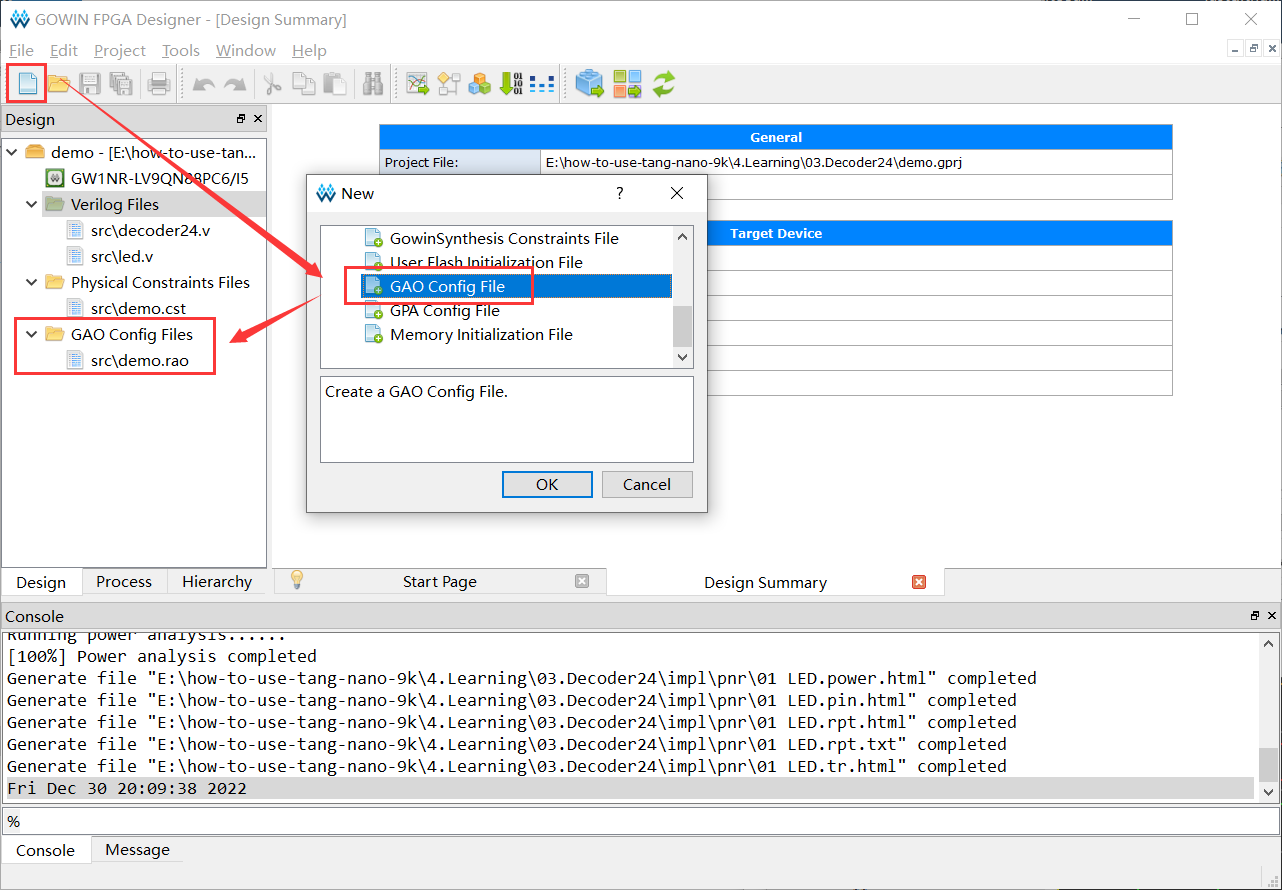 GOWIN FPGA Designer - [Design Summary]
File Edit Project Tools Window Help
Design
demo - [E:\how-to-use-tan...
GW1NR-LV9QN88PC6/I5
Verilog Files
src\decoder24.v
src\led.v
Physical Constraints Files
src\demo.cst
GAO Config Files
src\demo.rao
General
Project File: E:\how-to-use-tang-nano-9k\4.Learning\03.Decoder24\demo.gprj
Target Device
New
GowinSynthesis Constraints File
User Flash Initialization File
GAO Config File
GPA Config File
Memory Initialization File
Create a GAO Config File.
OK Cancel
Design Process Hierarchy Start Page Design Summary
Console
Running power analysis......
[100%] Power analysis completed
Generate file "E:\how-to-use-tang-nano-9k\4.Learning\03.Decoder24\impl\pnr\01 LED.power.html" completed
Generate file "E:\how-to-use-tang-nano-9k\4.Learning\03.Decoder24\impl\pnr\01 LED.pin.html" completed
Generate file "E:\how-to-use-tang-nano-9k\4.Learning\03.Decoder24\impl\pnr\01 LED.rpt.html" completed
Generate file "E:\how-to-use-tang-nano-9k\4.Learning\03.Decoder24\impl\pnr\01 LED.rpt.txt" completed
Generate file "E:\how-to-use-tang-nano-9k\4.Learning\03.Decoder24\impl\pnr\01 LED.tr.html" completed
Fri Dec 30 20:09:38 2022
%
Console Message